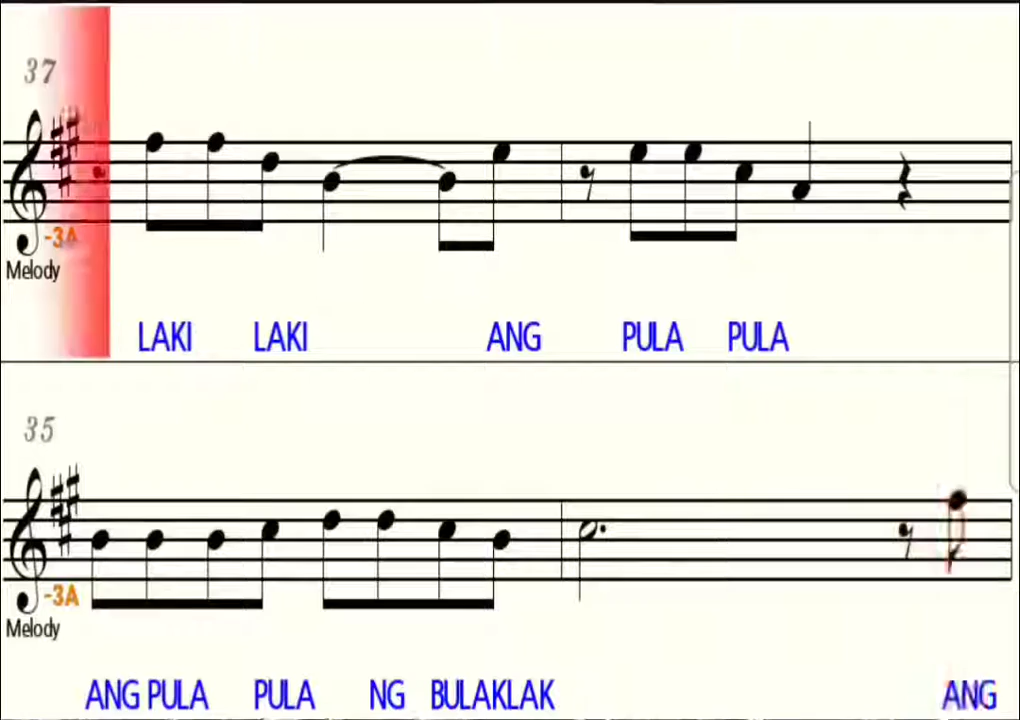 37
-3A
Melody
LAKI LAKI ANG PULA PULA
35
-3A
Melody
ANG PULA PULA NG BULAKLAK ANG